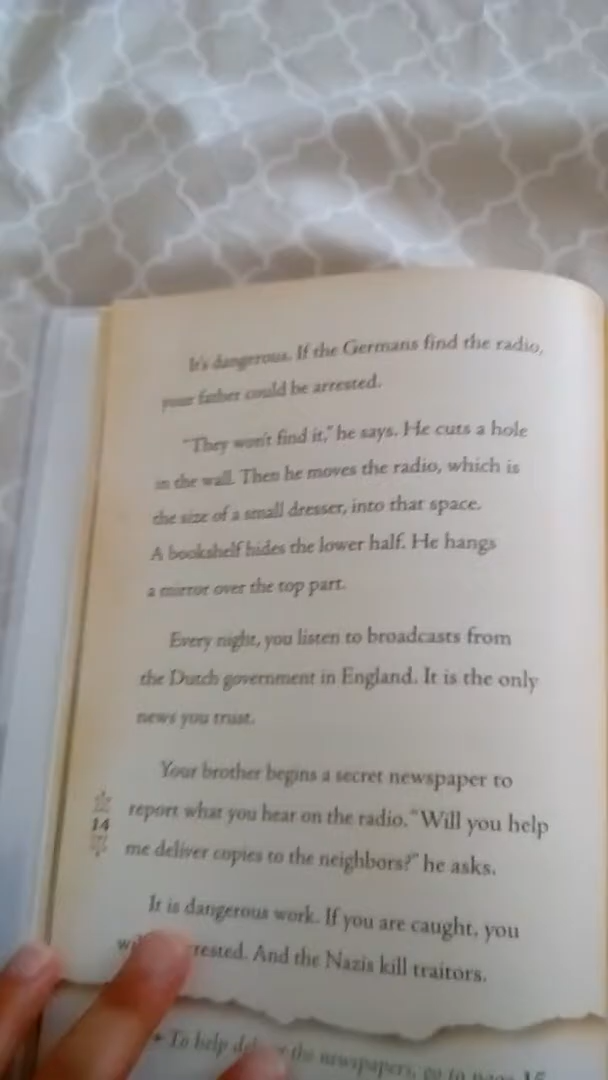 It's dangerous. If the Germans find the radio,
your father could be arrested.
"They won't find it," he says. He cuts a hole
in the wall. Then he moves the radio, which is
the size of a small dresser, into that space.
A bookshelf hides the lower half. He hangs
a mirror over the top part.
Every night, you listen to broadcasts from
the Dutch government in England. It is the only
news you trust.
Your brother begins a secret newspaper to
report what you hear on the radio. "Will you help
me deliver copies to the neighbors?" he asks.
14
It is dangerous work. If you are caught, you
And the Nazis kill traitors.
To help the newspapers, go to page 15